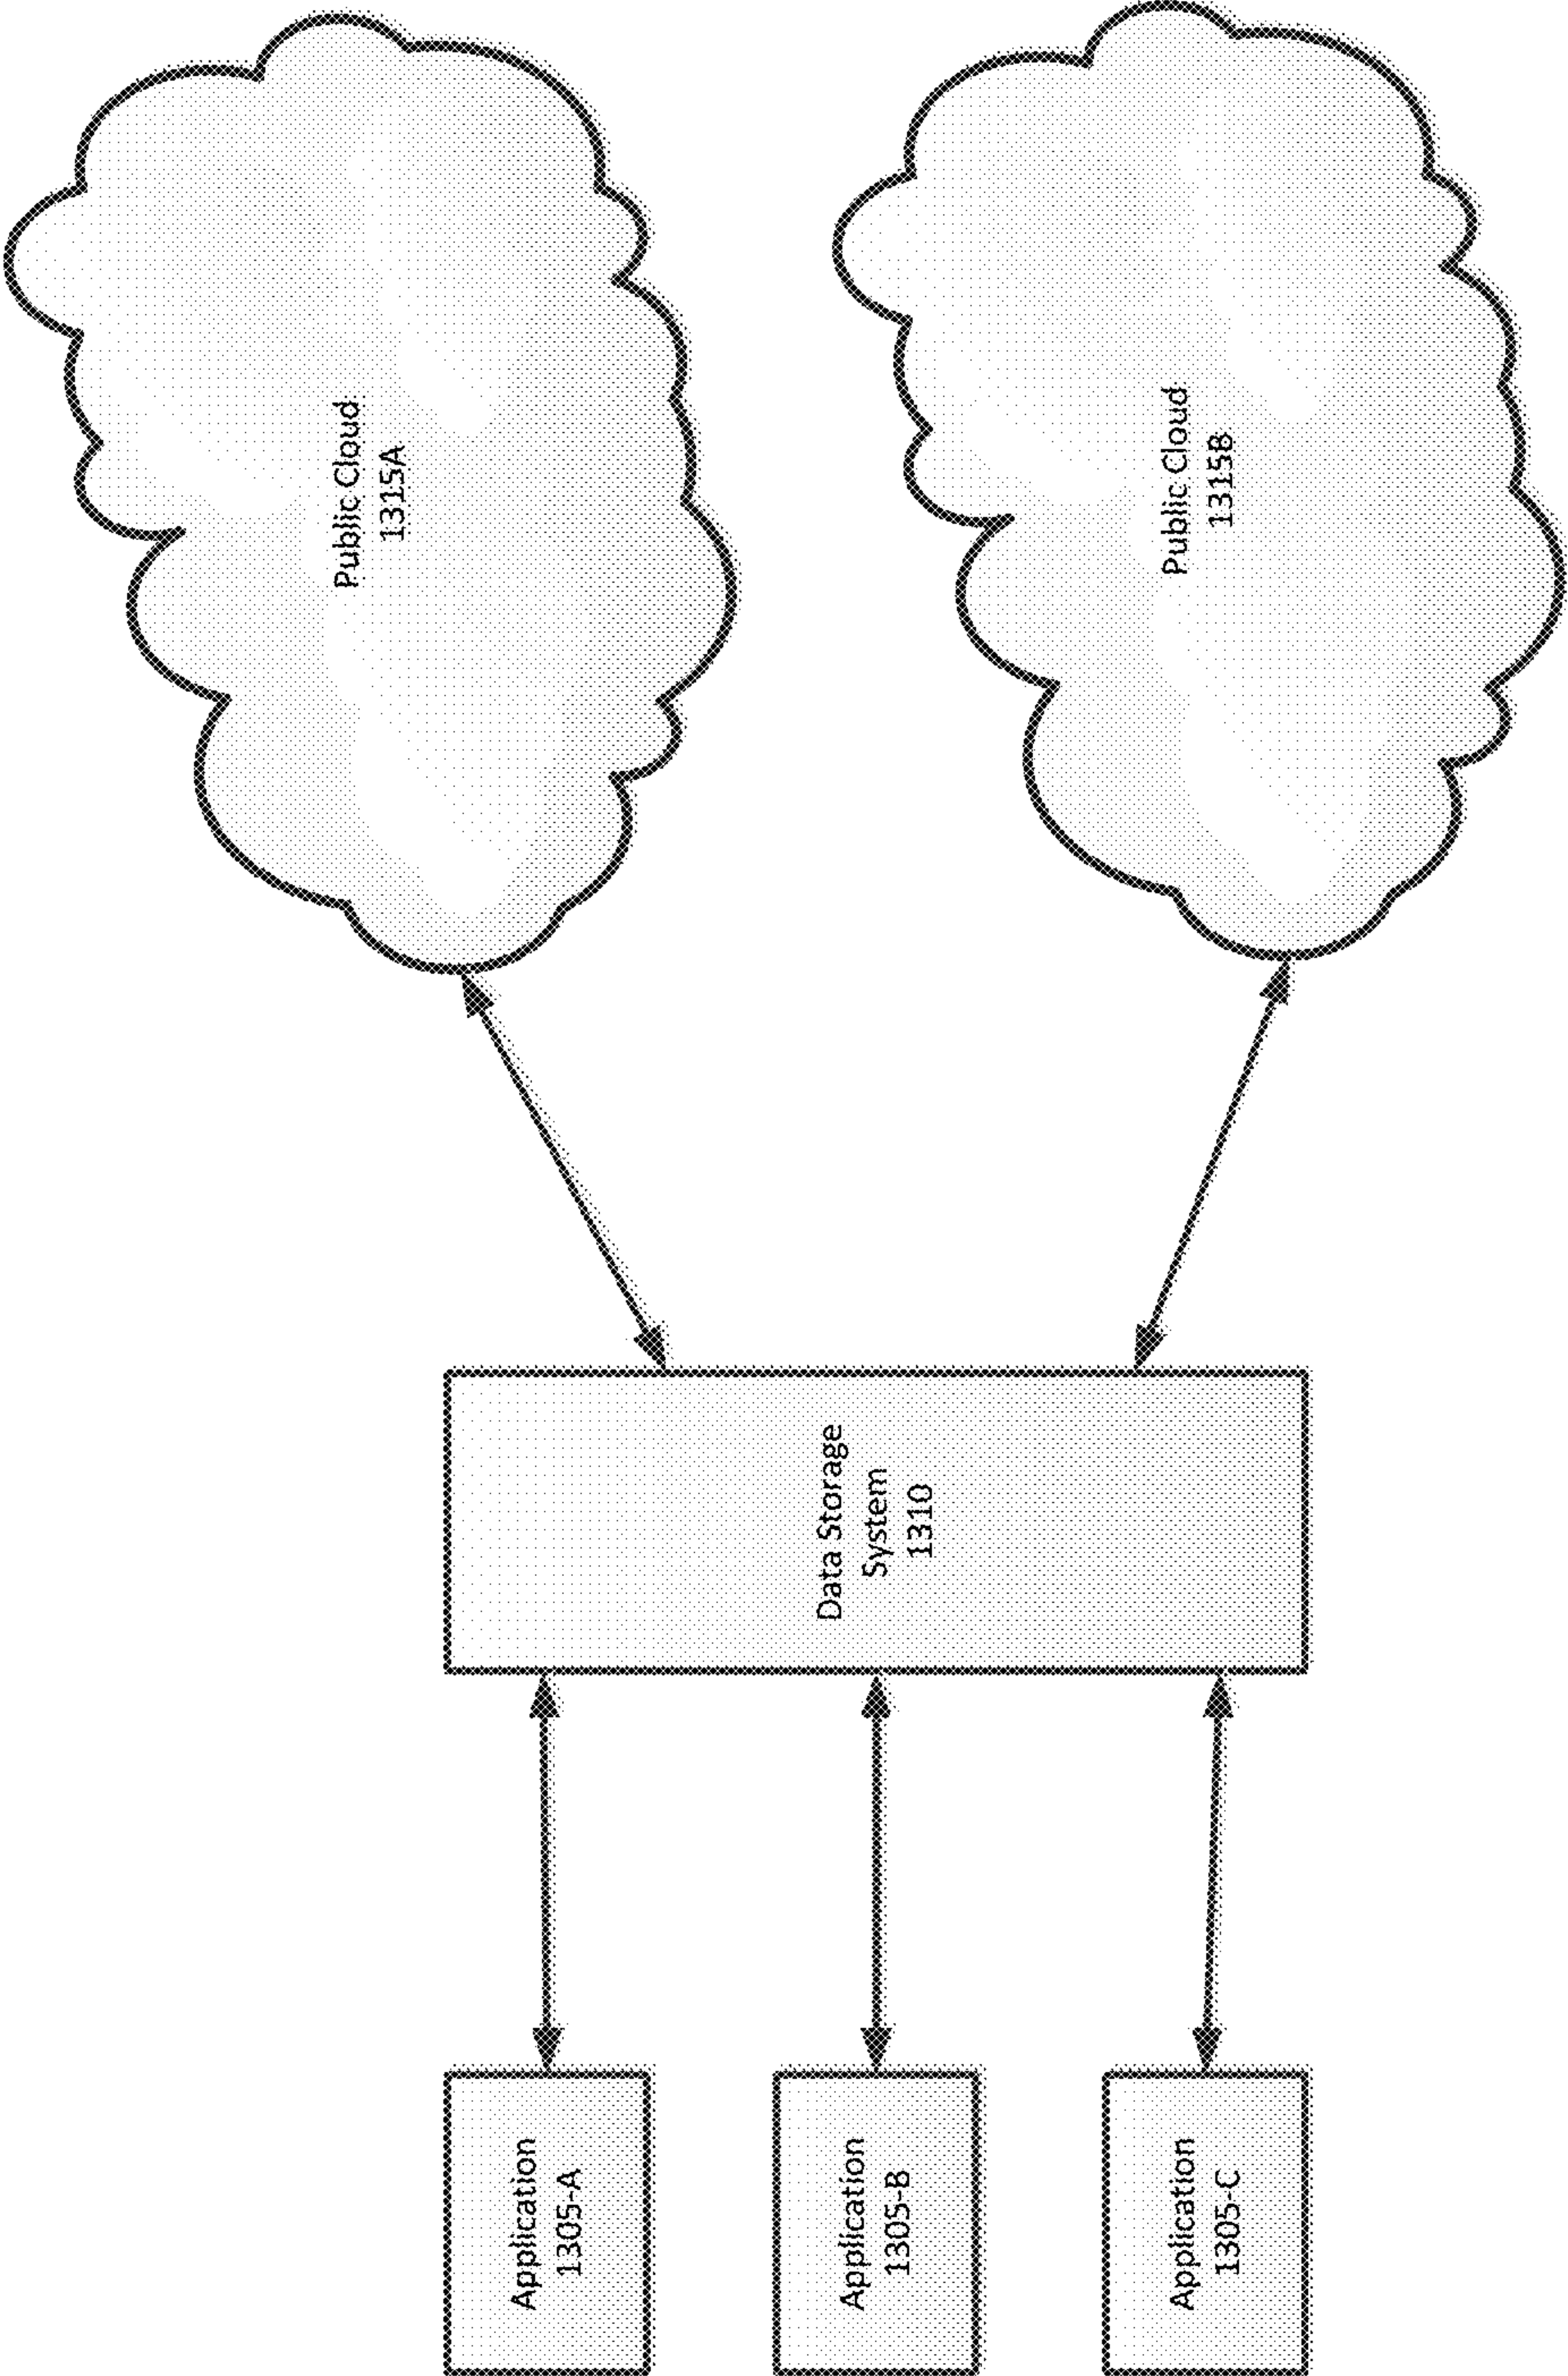 Application
1305-A
Application
1305-B
Application
1305-C
Data Storage
System
1310
Public Cloud
1315A
Public Cloud
1315B